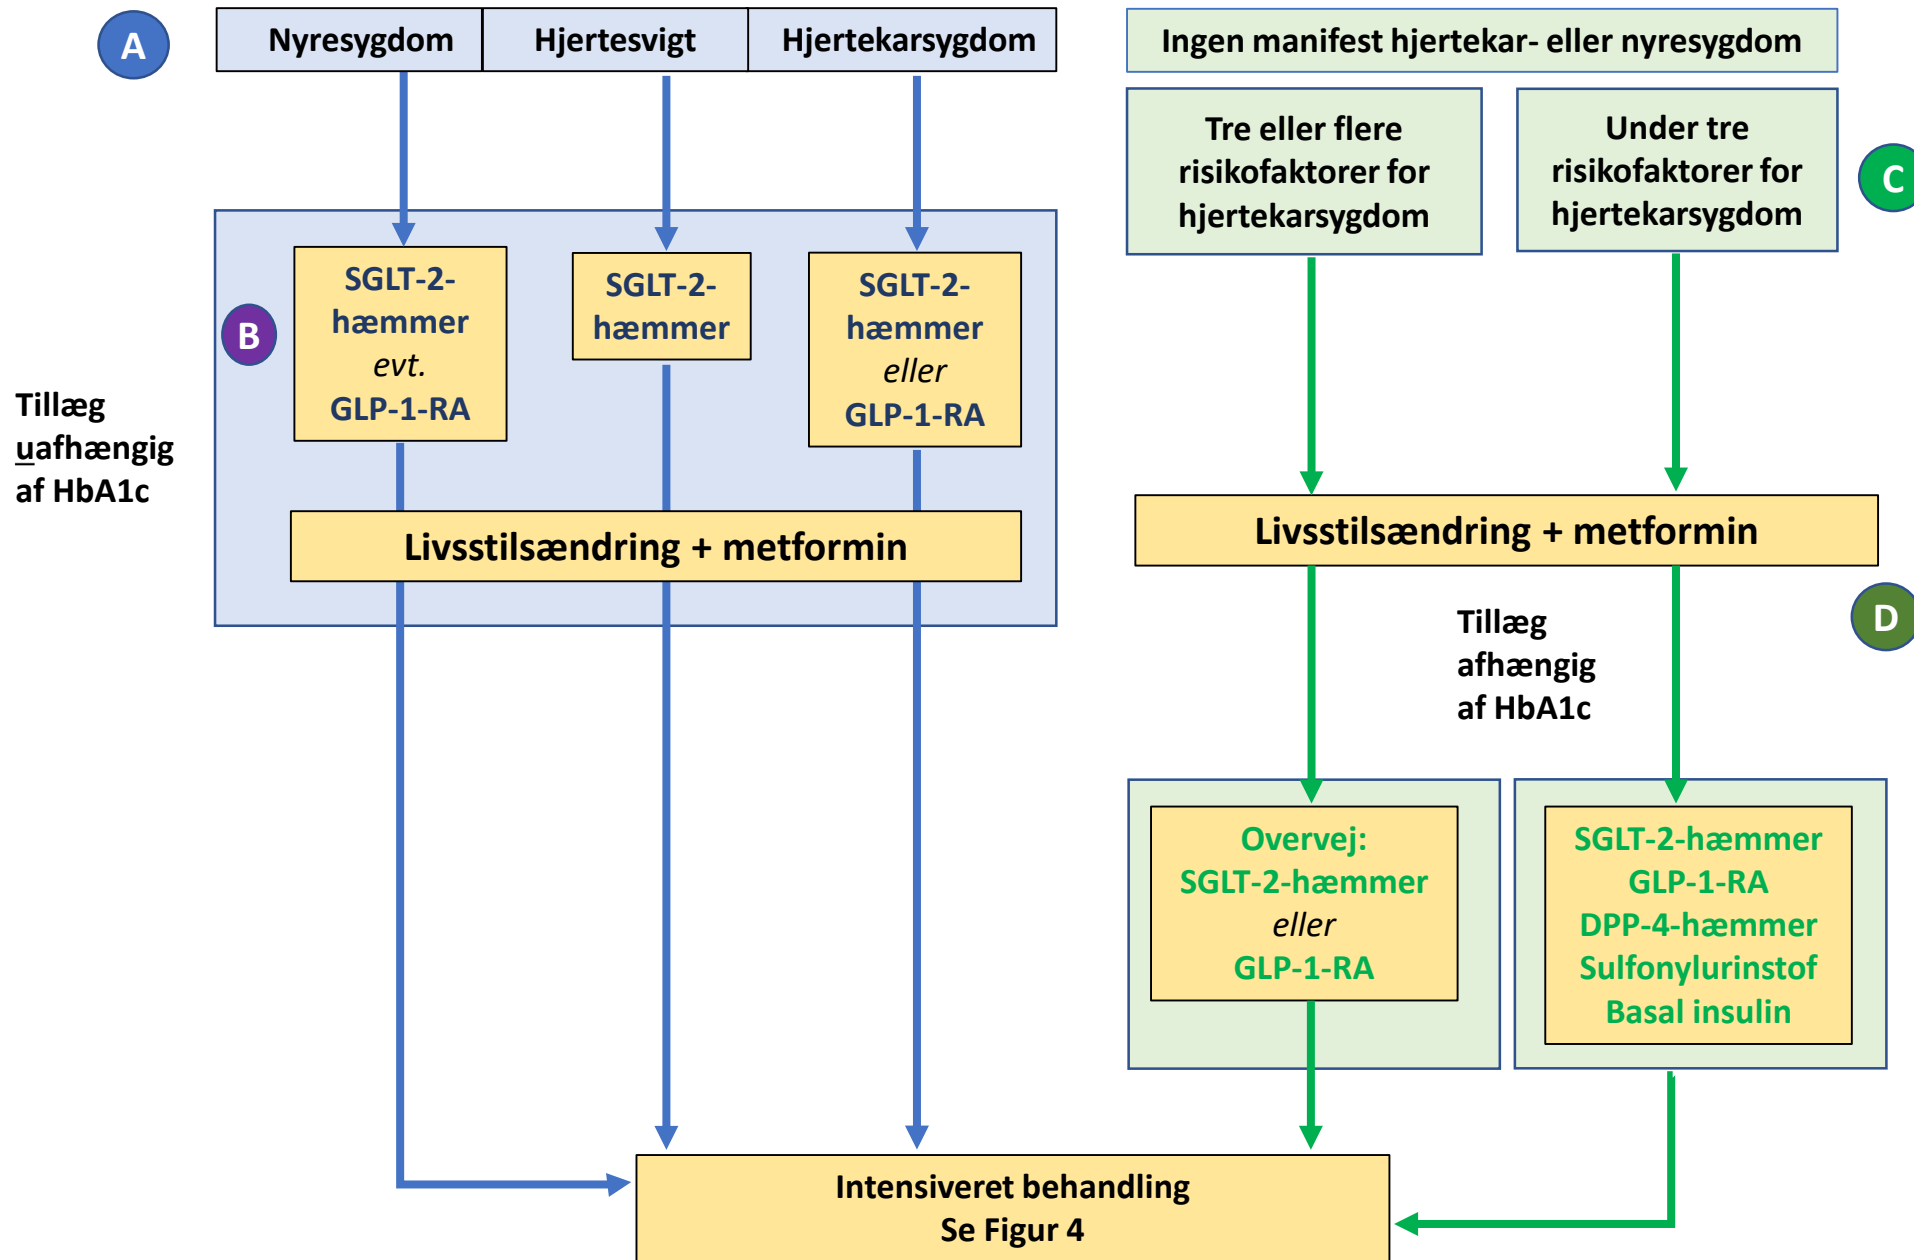 A
Nyresygdom
Hjertesvigt
Hjertekarsygdom
Ingen manifest hjertekar- eller nyresygdom
Tre eller flere
risikofaktorer for
hjertekarsygdom
Under tre
risikofaktorer for
hjertekarsygdom
C
B
SGLT-2-
hæmmer
evt.
GLP-1-RA
SGLT-2-
hæmmer
SGLT-2-
hæmmer
eller
GLP-1-RA
Tillæg
uafhængig
af HbA1c
Livsstilsændring + metformin
Livsstilsændring + metformin
D
Tillæg
afhængig
af HbA1c
Overvej:
SGLT-2-hæmmer
eller
GLP-1-RA
SGLT-2-hæmmer
GLP-1-RA
DPP-4-hæmmer
Sulfonylurinstof
Basal insulin
Intensiveret behandling
Se Figur 4